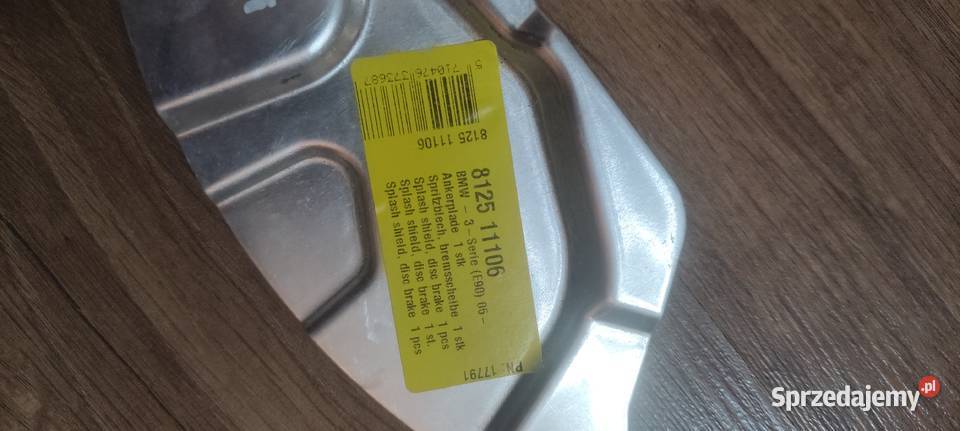 5 710476 373687
8125 11106
8125 11106
BMW - 3 - Serie (E90) 05 -
Ankerplade 1 stk
Spritzblech, bremsscheibe 1 stk
Splash shield, disc brake 1 pcs
Splash shield, disc brake 1 st.
Splash shield, disc brake 1 pcs
PN: 17791
Sprzedajemy.pl